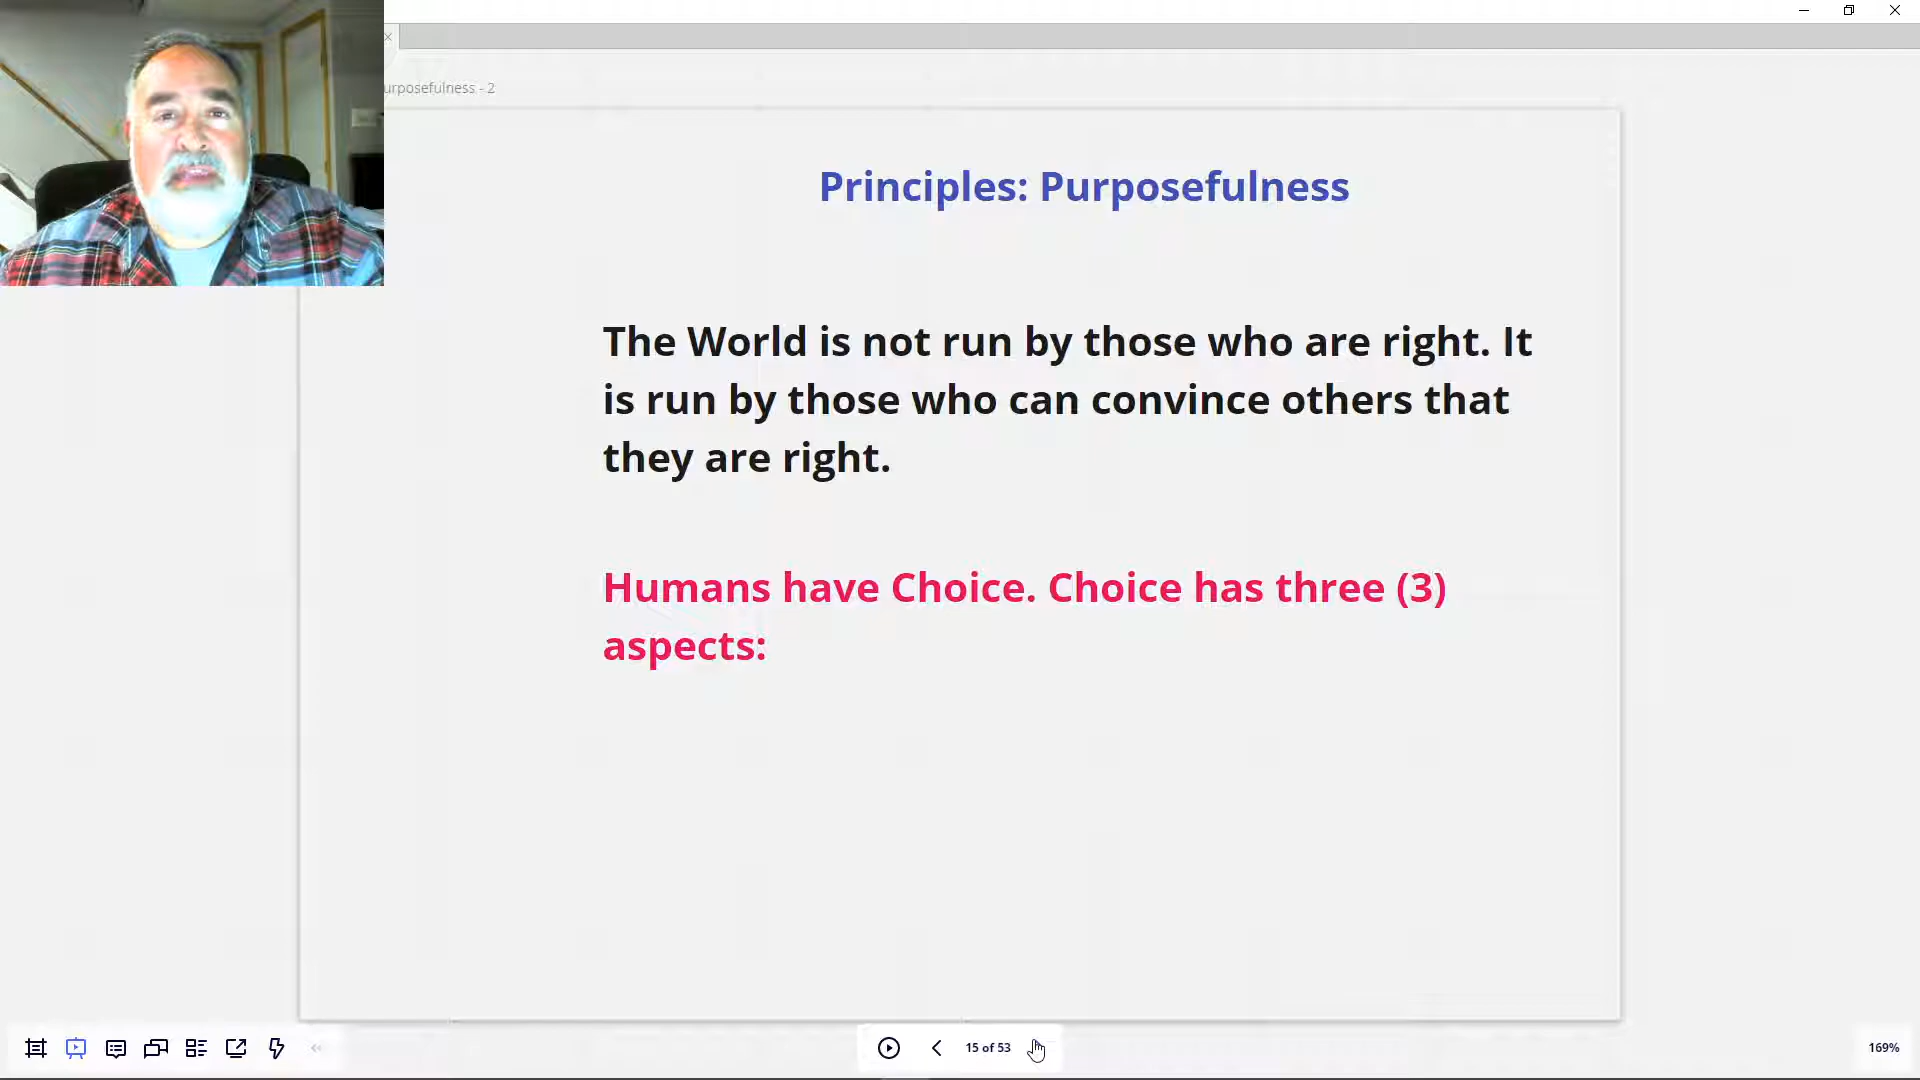 urposefulness - 2
Principles: Purposefulness
The World is not run by those who are right. It
is run by those who can convince others that
they are right.
Humans have Choice. Choice has three (3)
aspects:
15 of 53
169%